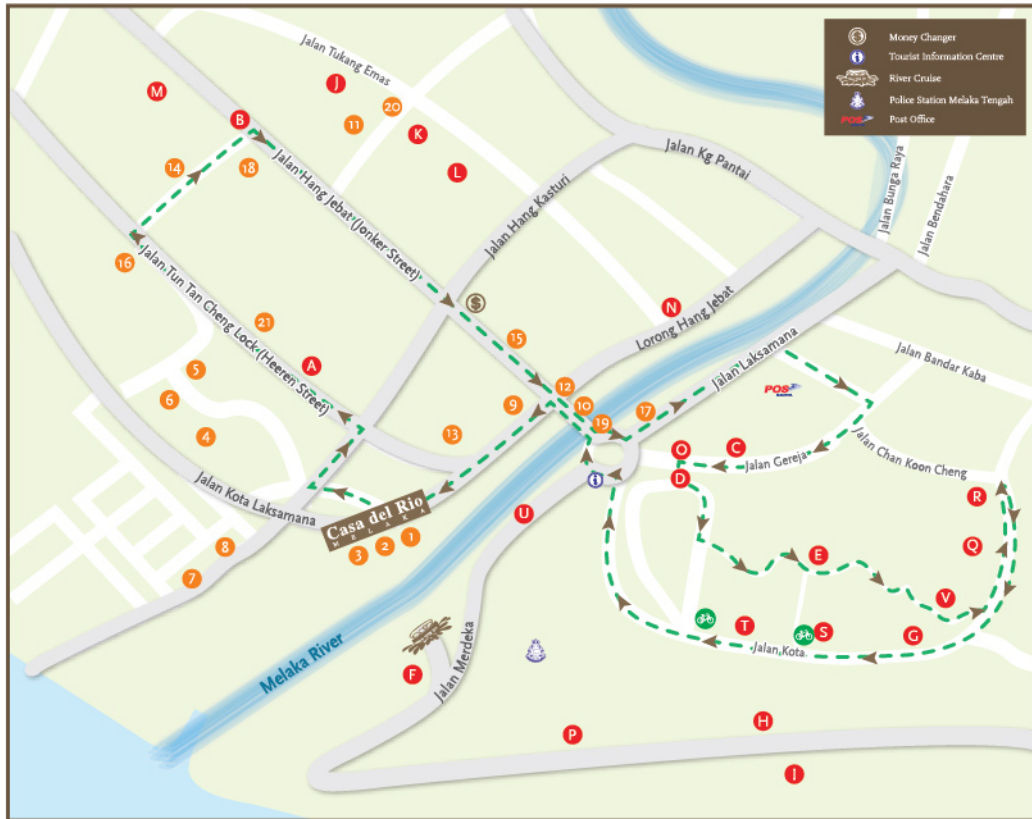 Money Changer
Tourist Information Centre
River Cruise
Police Station Melaka Tengah
POS Post Office
Jalan Tukang Emas
M
J
20
11
B
K
L
14
18
Jalan Hang Jebat (Jonker Street)
Jalan Hang Kasturi
Jalan Kg Pantai
Jalan Bunga Raya
Jalan Bendahara
16
Jalan Tun Tan Cheng Lock (Heeren Street)
21
A
$
15
N
Lorong Hang Jebat
Jalan Laksamana
Jalan Bandar Kaba
5
6
4
9
12
10
19
17
POS
13
O
C
D
Jalan Gereja
Jalan Chan Koon Cheng
R
Jalan Kota Laksamana
Casa del Rio
MELAKA
1
2
3
8
7
i
U
E
Q
V
T
S
G
Jalan Kota
Melaka River
F
Jalan Merdeka
P
H
I